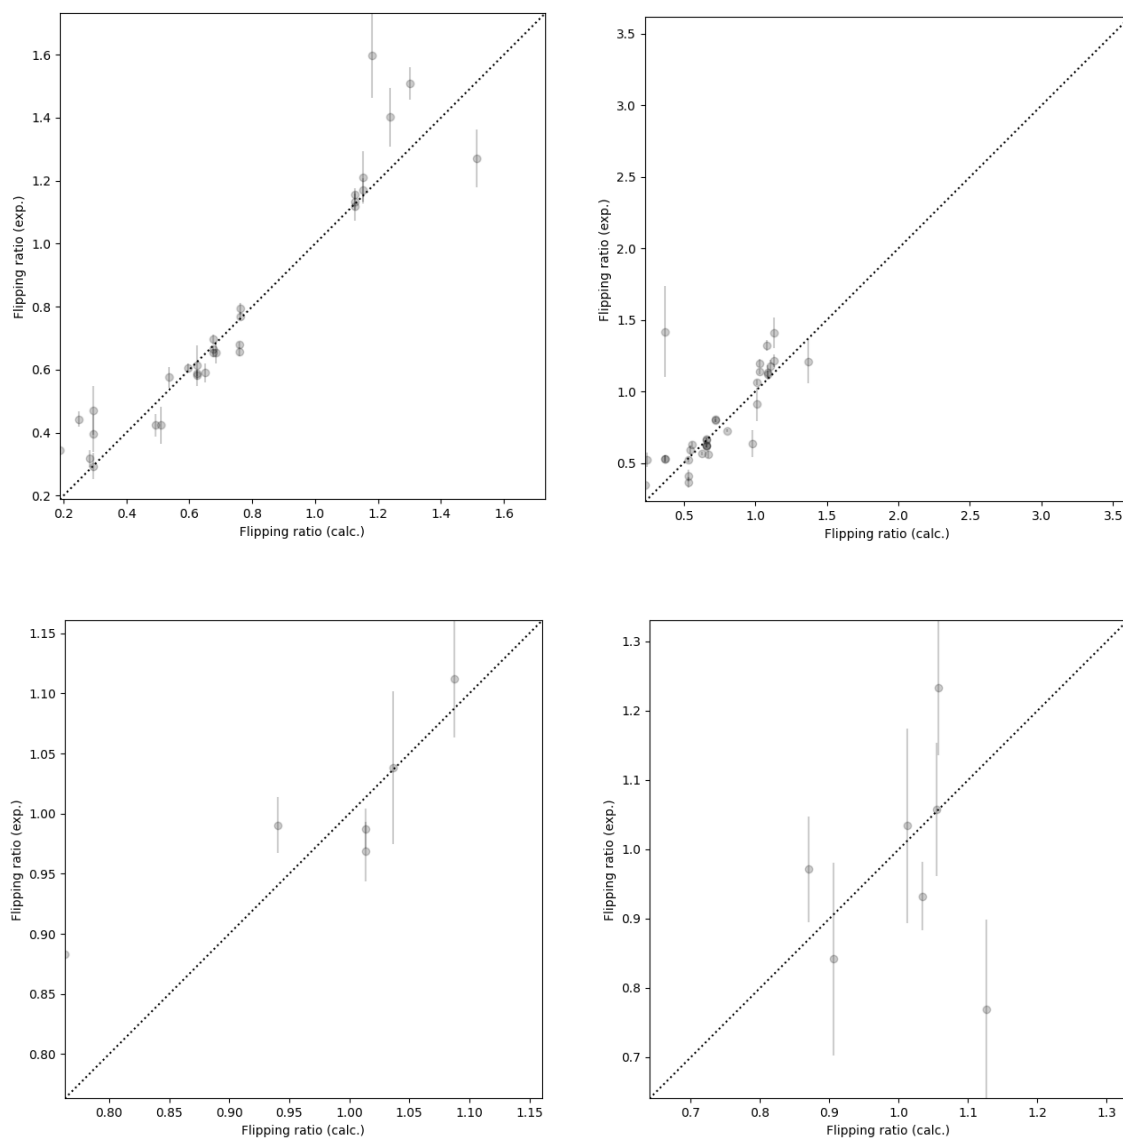 1.6
1.4
1.2
1.0
0.8
0.6
0.4
0.2
Flipping ratio (exp.)
0.2 0.4 0.6 0.8 1.0 1.2 1.4 1.6
Flipping ratio (calc.)
3.5
3.0
2.5
2.0
1.5
1.0
0.5
Flipping ratio (exp.)
0.5 1.0 1.5 2.0 2.5 3.0 3.5
Flipping ratio (calc.)
1.15
1.10
1.05
1.00
0.95
0.90
0.85
0.80
Flipping ratio (exp.)
0.80 0.85 0.90 0.95 1.00 1.05 1.10 1.15
Flipping ratio (calc.)
1.3
1.2
1.1
1.0
0.9
0.8
0.7
Flipping ratio (exp.)
0.7 0.8 0.9 1.0 1.1 1.2 1.3
Flipping ratio (calc.)